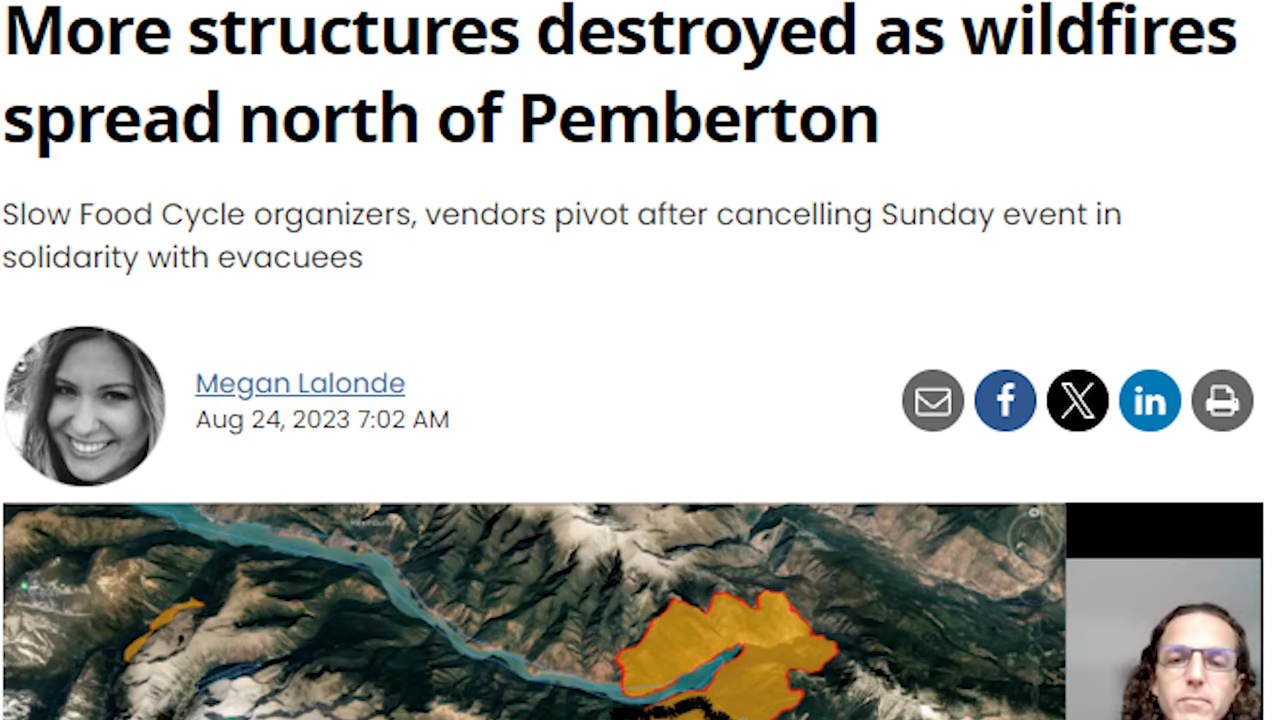 More structures destroyed as wildfires
spread north of Pemberton
Slow Food Cycle organizers, vendors pivot after cancelling Sunday event in
solidarity with evacuees
Megan Lalonde
Aug 24, 2023 7:02 AM